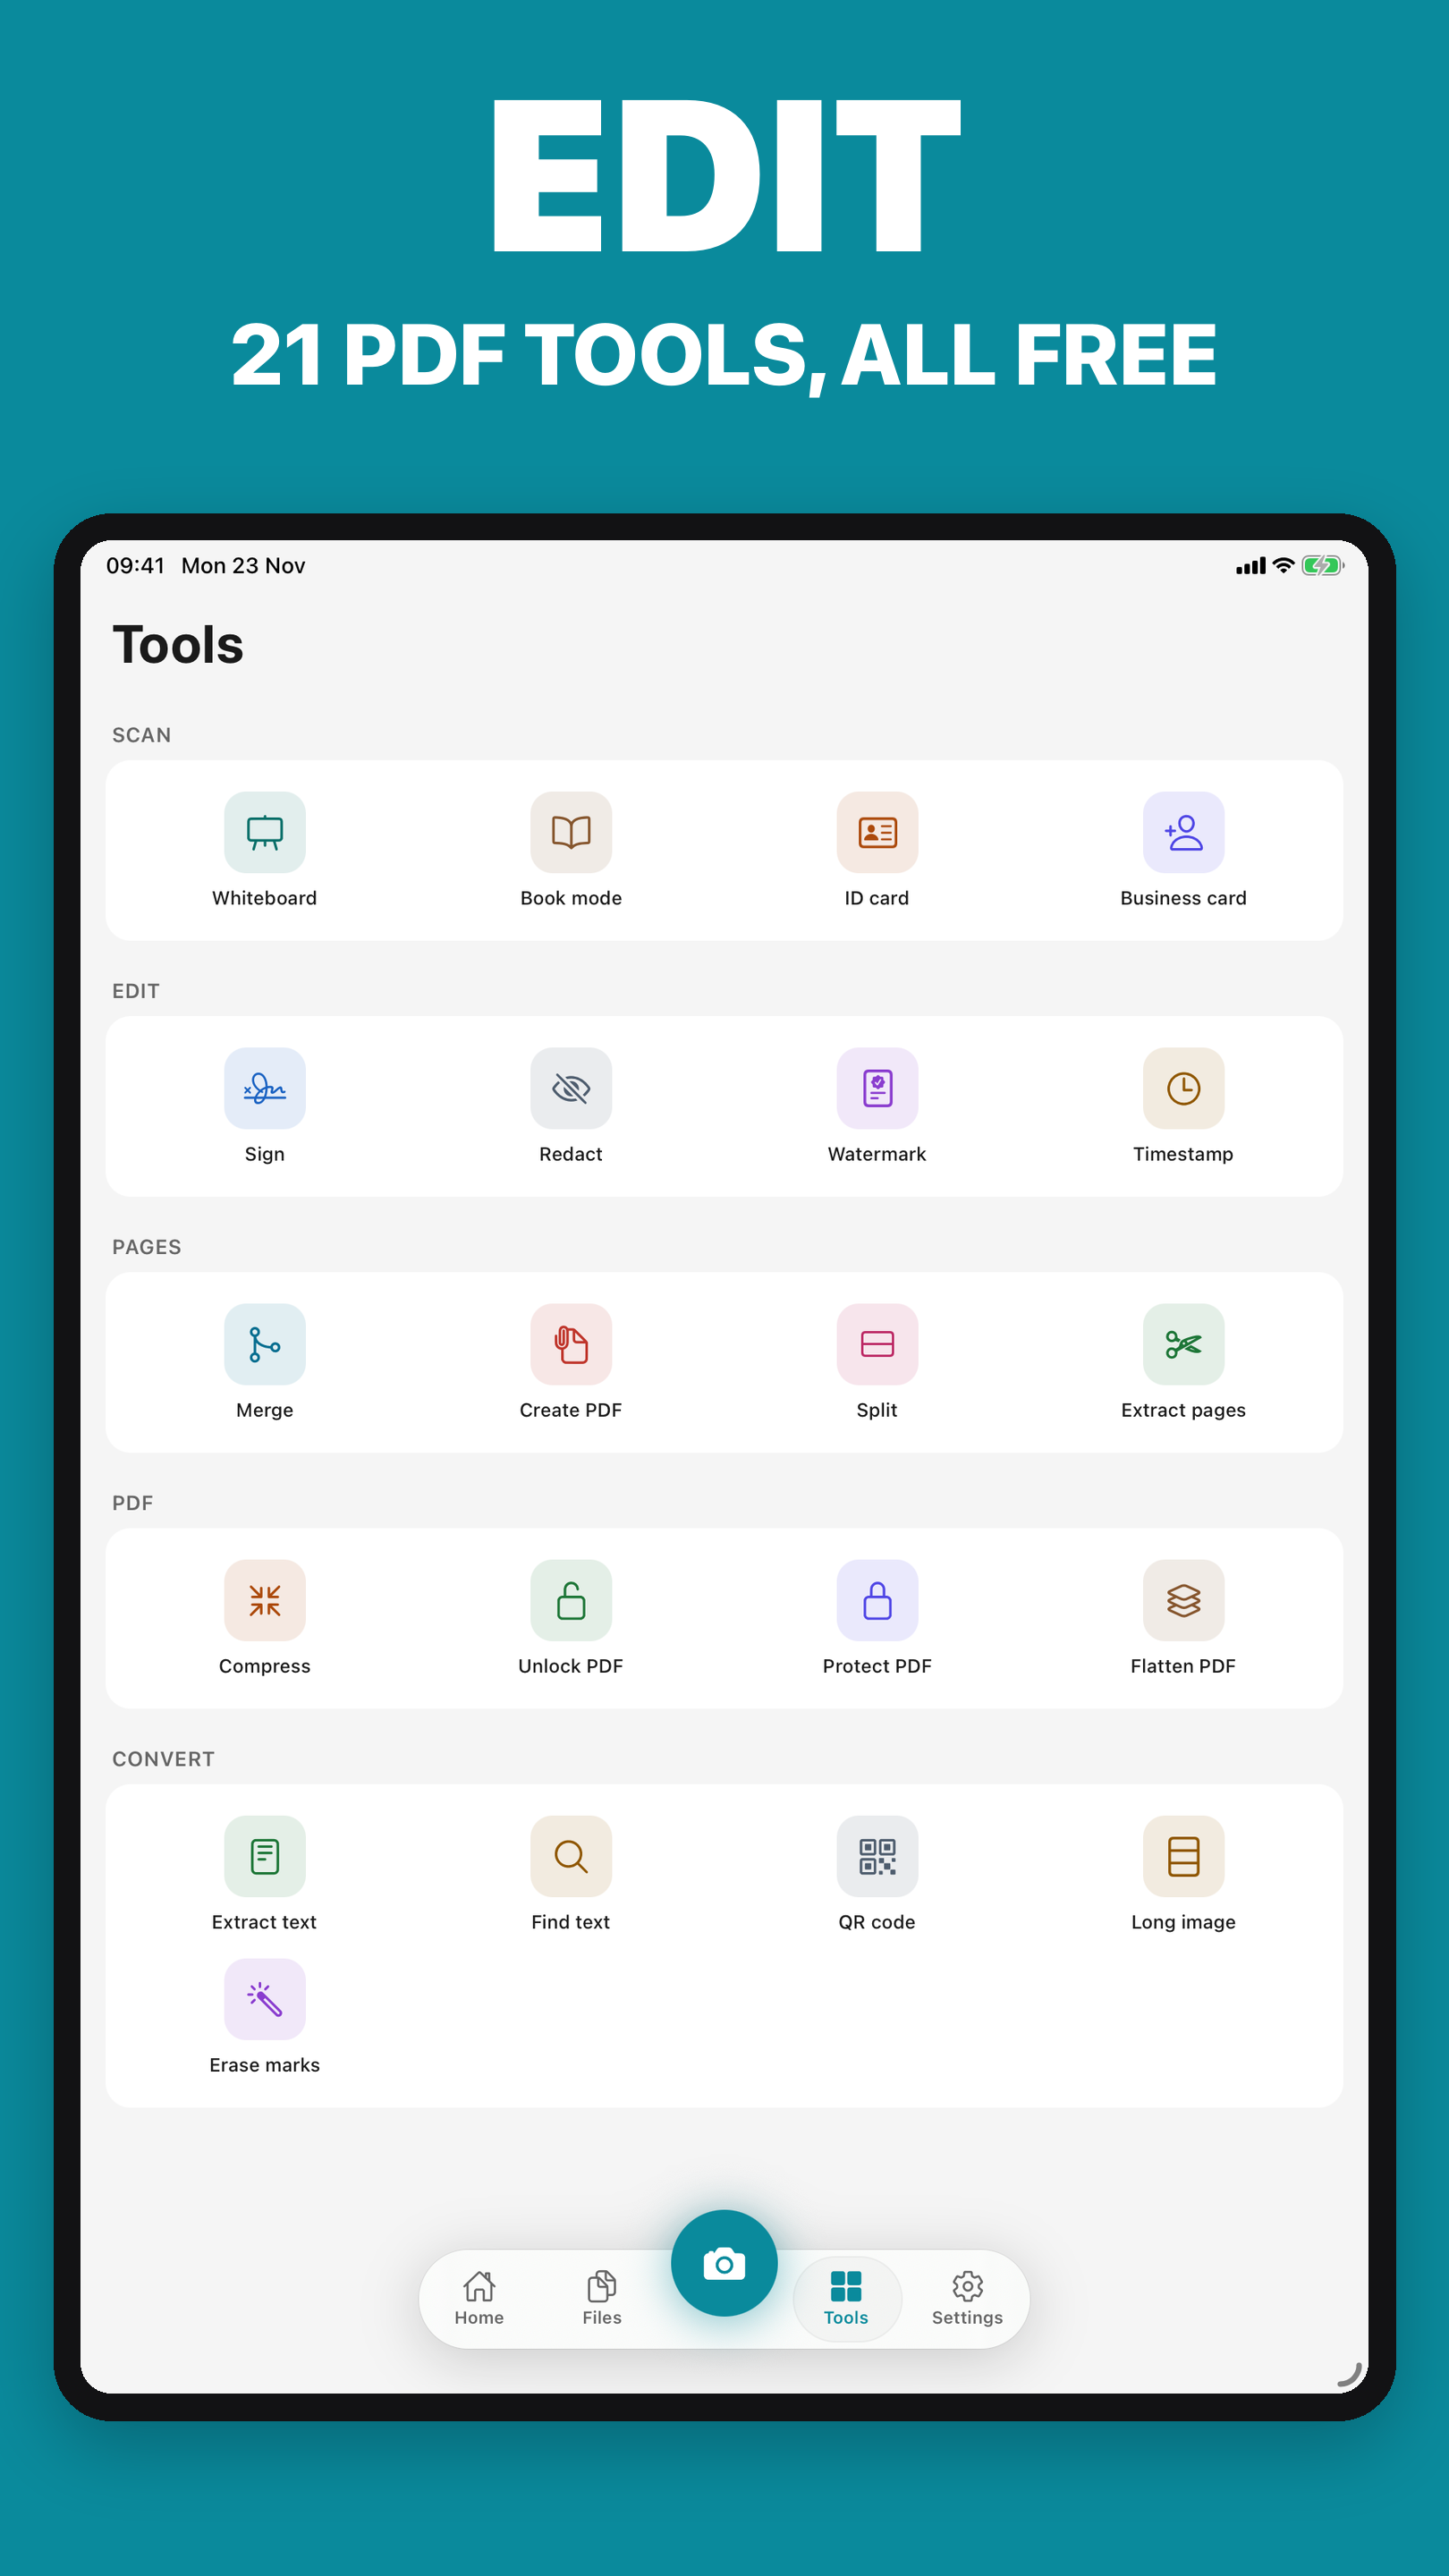 EDIT
21 PDF TOOLS, ALL FREE
09:41 Mon 23 Nov
Tools
SCAN
Whiteboard Book mode ID card Business card
EDIT
Sign Redact Watermark Timestamp
PAGES
Merge Create PDF Split Extract pages
PDF
Compress Unlock PDF Protect PDF Flatten PDF
CONVERT
Extract text Find text QR code Long image
Erase marks
Home Files Tools Settings